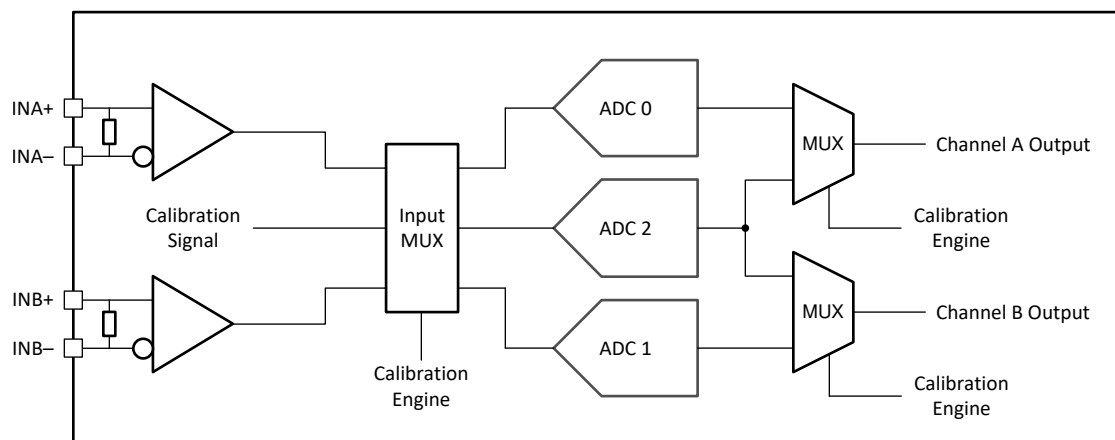 INA+
INA–
INB+
INB–
Calibration
Signal
Input
MUX
Calibration
Engine
ADC 0
ADC 2
ADC 1
MUX
Channel A Output
Calibration
Engine
MUX
Channel B Output
Calibration
Engine